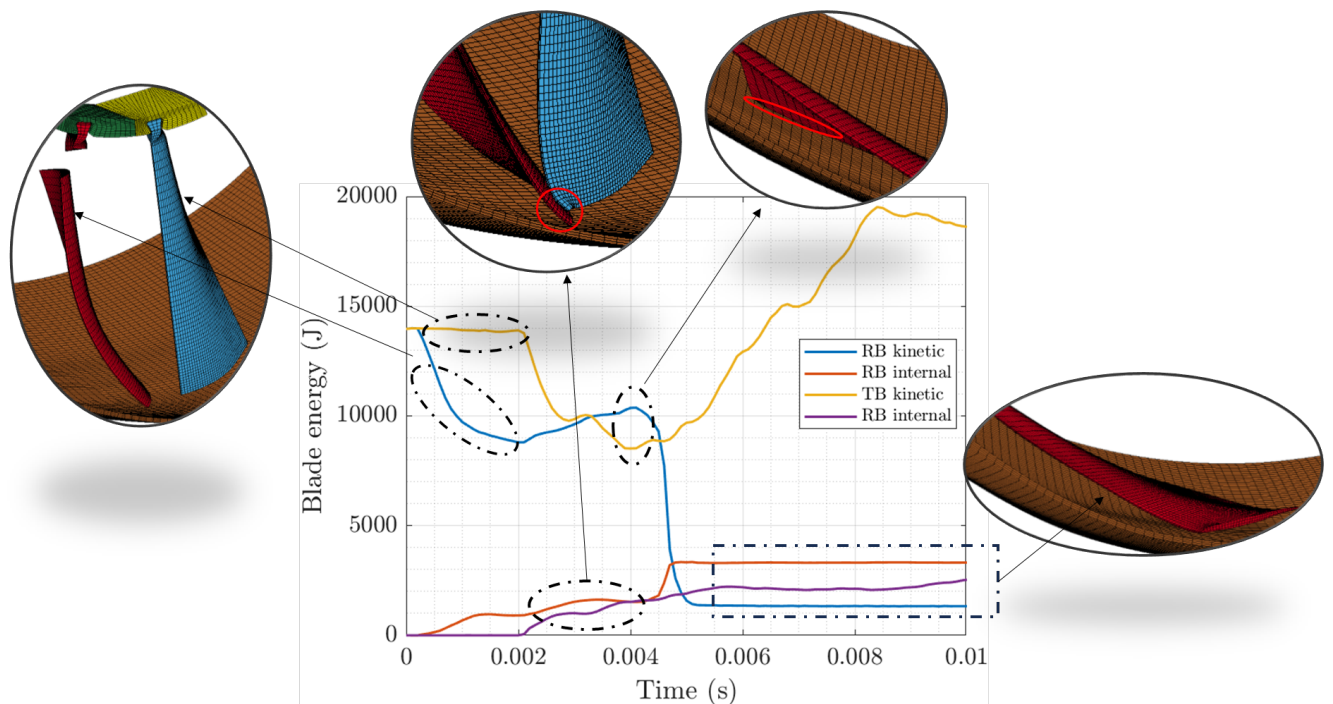 20000
15000
10000
5000
0
Blade energy (J)
RB kinetic
RB internal
TB kinetic
RB internal
0
0.002
0.004
0.006
0.008
0.01
Time (s)